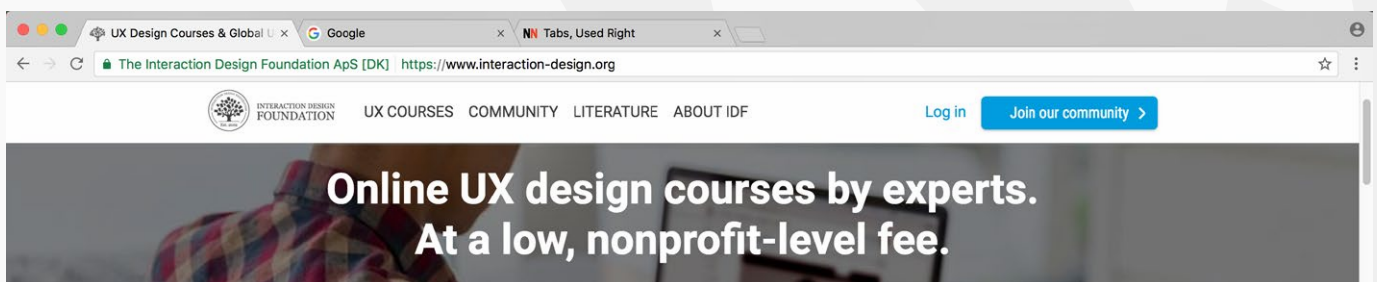 UX Design Courses & Global U
Google
NN Tabs, Used Right
The Interaction Design Foundation ApS [DK] https://www.interaction-design.org
INTERACTION DESIGN
FOUNDATION
UX COURSES COMMUNITY LITERATURE ABOUT IDF
Log in
Join our community
Online UX design courses by experts.
At a low, nonprofit-level fee.